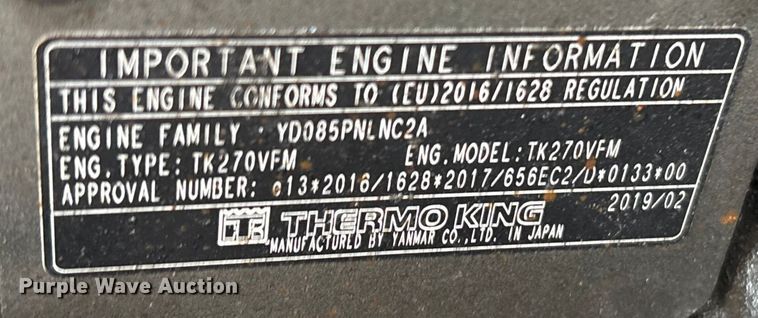 IMPORTANT ENGINE INFORMATION
THIS ENGINE CONFORMS TO (EU)2016/1628 REGULATION
ENGINE FAMILY : YD085PNLNC2A
ENG.TYPE: TK270VFM ENG.MODEL:TK270VFM
APPROVAL NUMBER: e13*2016/1628*2017/656EC2/D*0133*00
2019/02
TK THERMO KING
MANUFACTURED BY YANMAR CO.,LTD. IN JAPAN
Purple Wave Auction